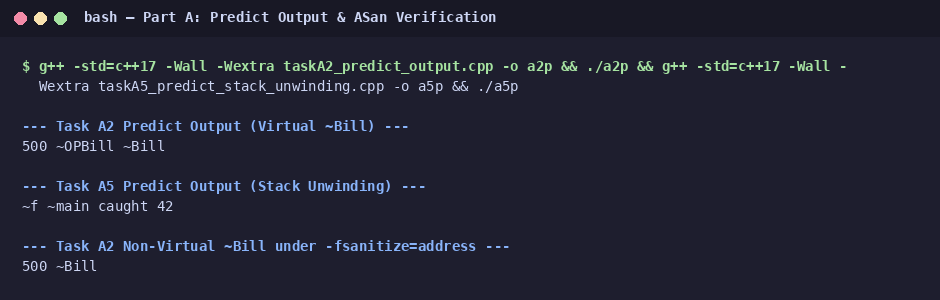 bash — Part A: Predict Output & ASan Verification
$ g++ -std=c++17 -Wall -Wextra taskA2_predict_output.cpp -o a2p && ./a2p && g++ -std=c++17 -Wall -
Wextra taskA5_predict_stack_unwinding.cpp -o a5p && ./a5p
--- Task A2 Predict Output (Virtual ~Bill) ---
500 ~OPBill ~Bill
--- Task A5 Predict Output (Stack Unwinding) ---
~f ~main caught 42
--- Task A2 Non-Virtual ~Bill under -fsanitize=address ---
500 ~Bill